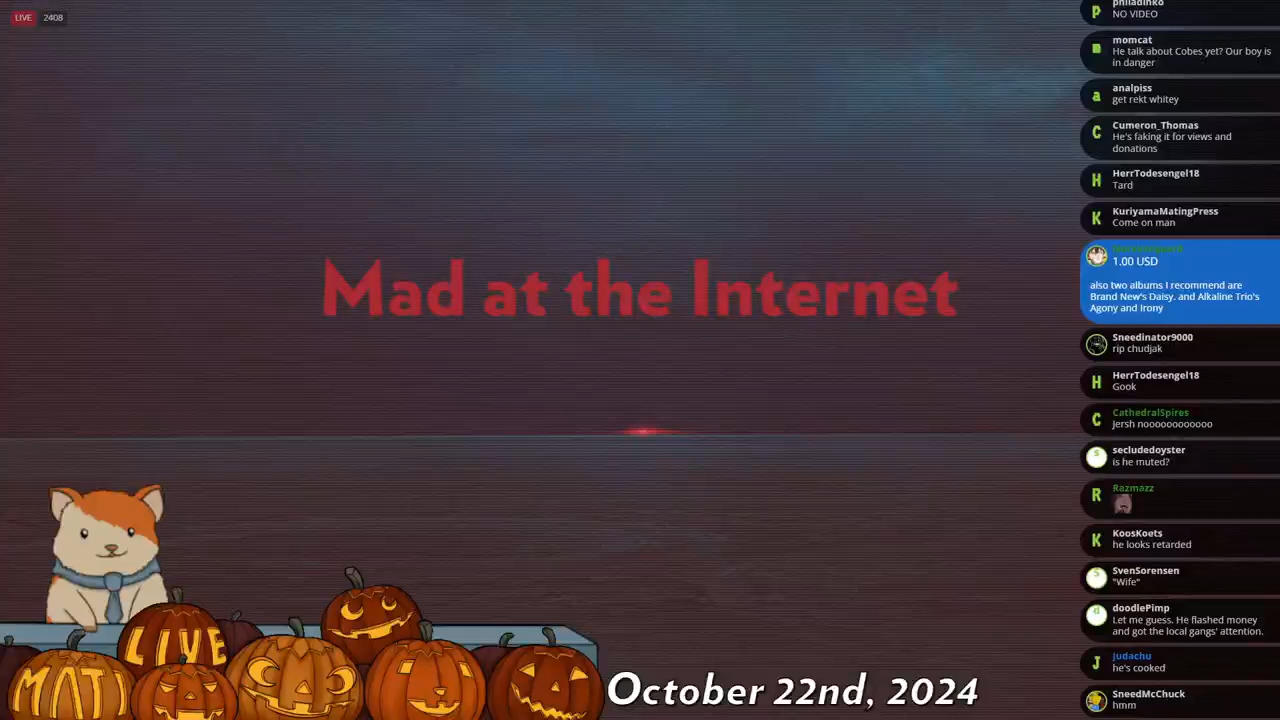 LIVE 2408
Mad at the Internet
LIVE
MATI
October 22nd, 2024
philadinko
NO VIDEO
momcat
He talk about Cobes yet? Our boy is
in danger
analpiss
get rekt whitey
Cumeron_Thomas
He's faking it for views and
donations
HerrTodesengel18
Tard
KuriyamaMatingPress
Come on man
1.00 USD
also two albums I recommend are
Brand New's Daisy. and Alkaline Trio's
Agony and Irony
Sneedinator9000
rip chudjak
HerrTodesengel18
Gook
CathedralSpires
Jersh noooooooooooo
secludedoyster
is he muted?
Razmazz
KoosKoets
he looks retarded
SvenSorensen
"Wife"
doodlePimp
Let me guess. He flashed money
and got the local gangs' attention.
Judachu
he's cooked
SneedMcChuck
hmm